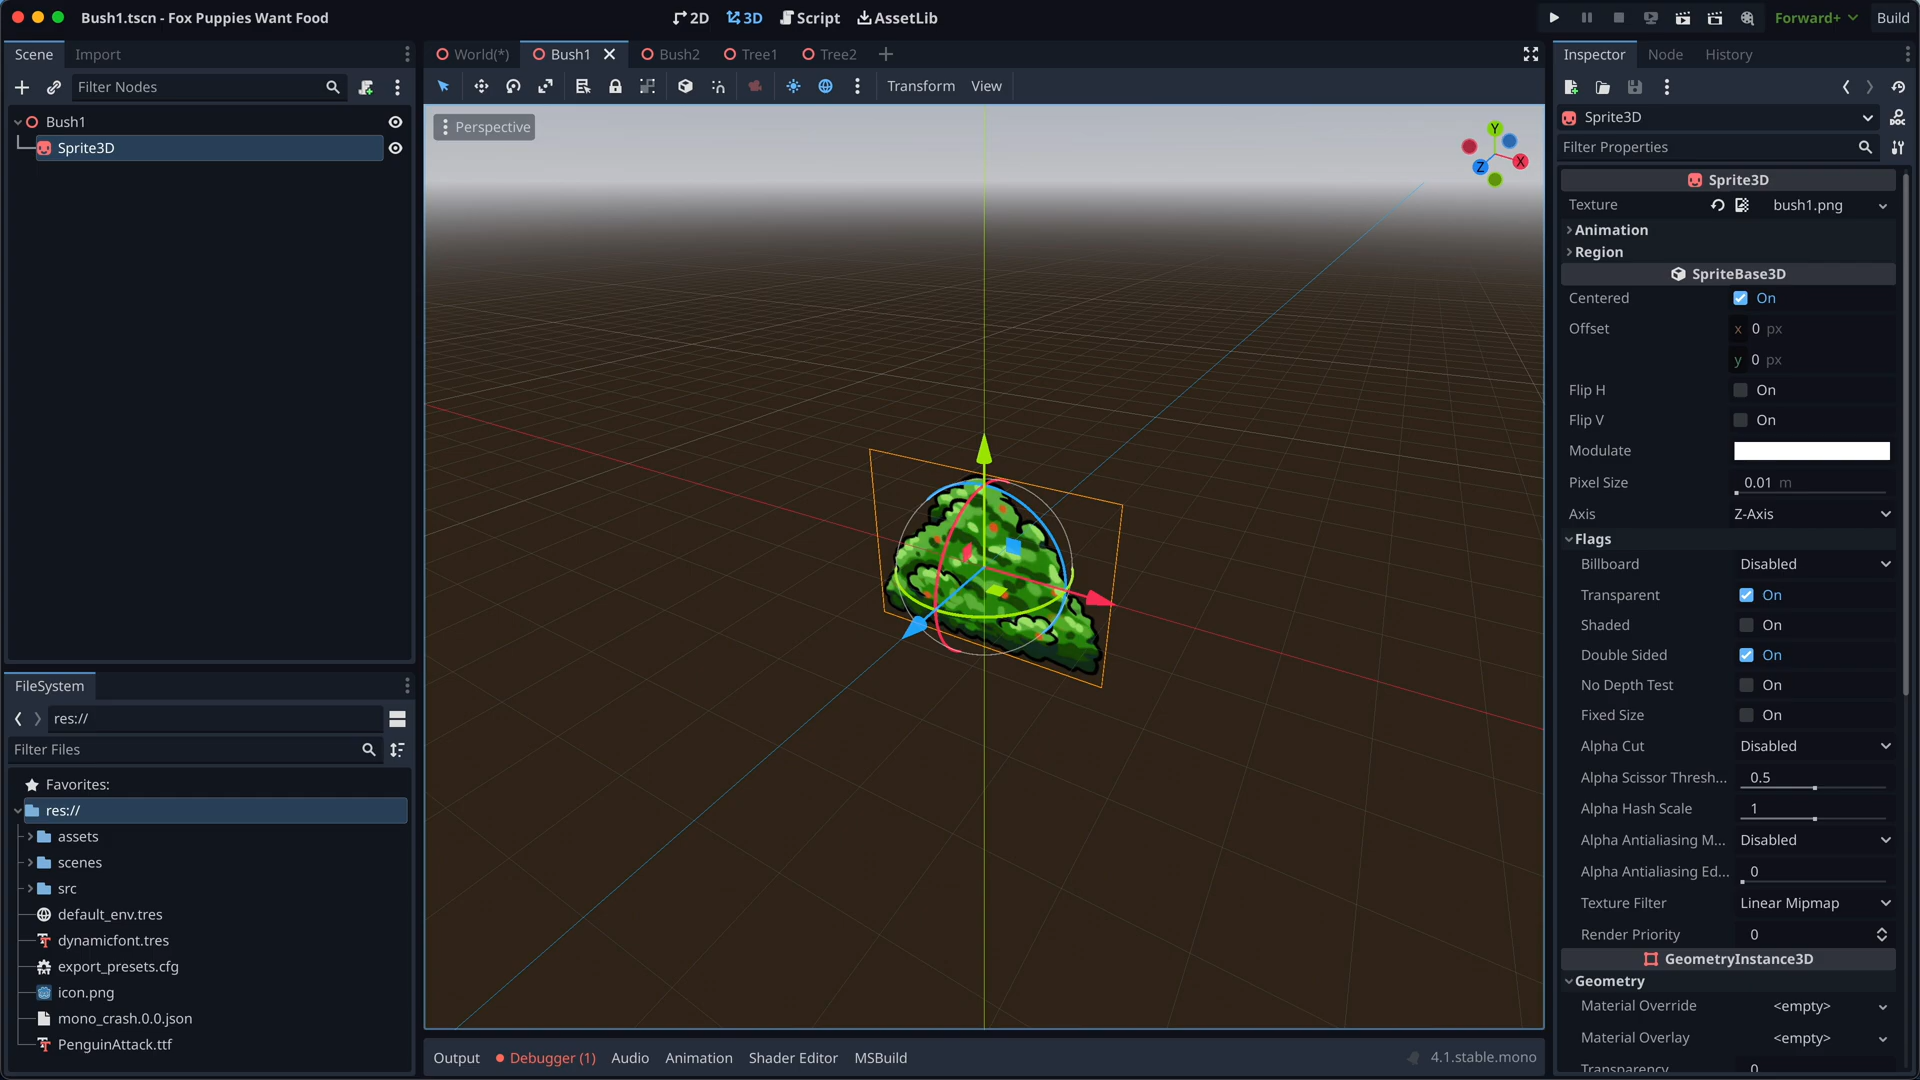 Bush1.tscn - Fox Puppies Want Food
2D
3D
Script
AssetLib
Forward+
Build
Scene
Import
Filter Nodes
Bush1
Sprite3D
World(*)
Bush1
Bush2
Tree1
Tree2
Transform
View
Perspective
Y
X
Z
FileSystem
res://
Filter Files
Favorites:
res://
assets
scenes
src
default_env.tres
dynamicfont.tres
export_presets.cfg
icon.png
mono_crash.0.0.json
PenguinAttack.ttf
Output
Debugger (1)
Audio
Animation
Shader Editor
MSBuild
4.1.stable.mono
Inspector
Node
History
Sprite3D
DOC
Filter Properties
Sprite3D
Texture
bush1.png
Animation
Region
SpriteBase3D
Centered On
Offset x 0 px
y 0 px
Flip H On
Flip V On
Modulate
Pixel Size 0.01 m
Axis Z-Axis
Flags
Billboard Disabled
Transparent On
Shaded On
Double Sided On
No Depth Test On
Fixed Size On
Alpha Cut Disabled
Alpha Scissor Thresh... 0.5
Alpha Hash Scale 1
Alpha Antialiasing M... Disabled
Alpha Antialiasing Ed... 0
Texture Filter Linear Mipmap
Render Priority 0
GeometryInstance3D
Geometry
Material Override <empty>
Material Overlay <empty>
Transparency 0